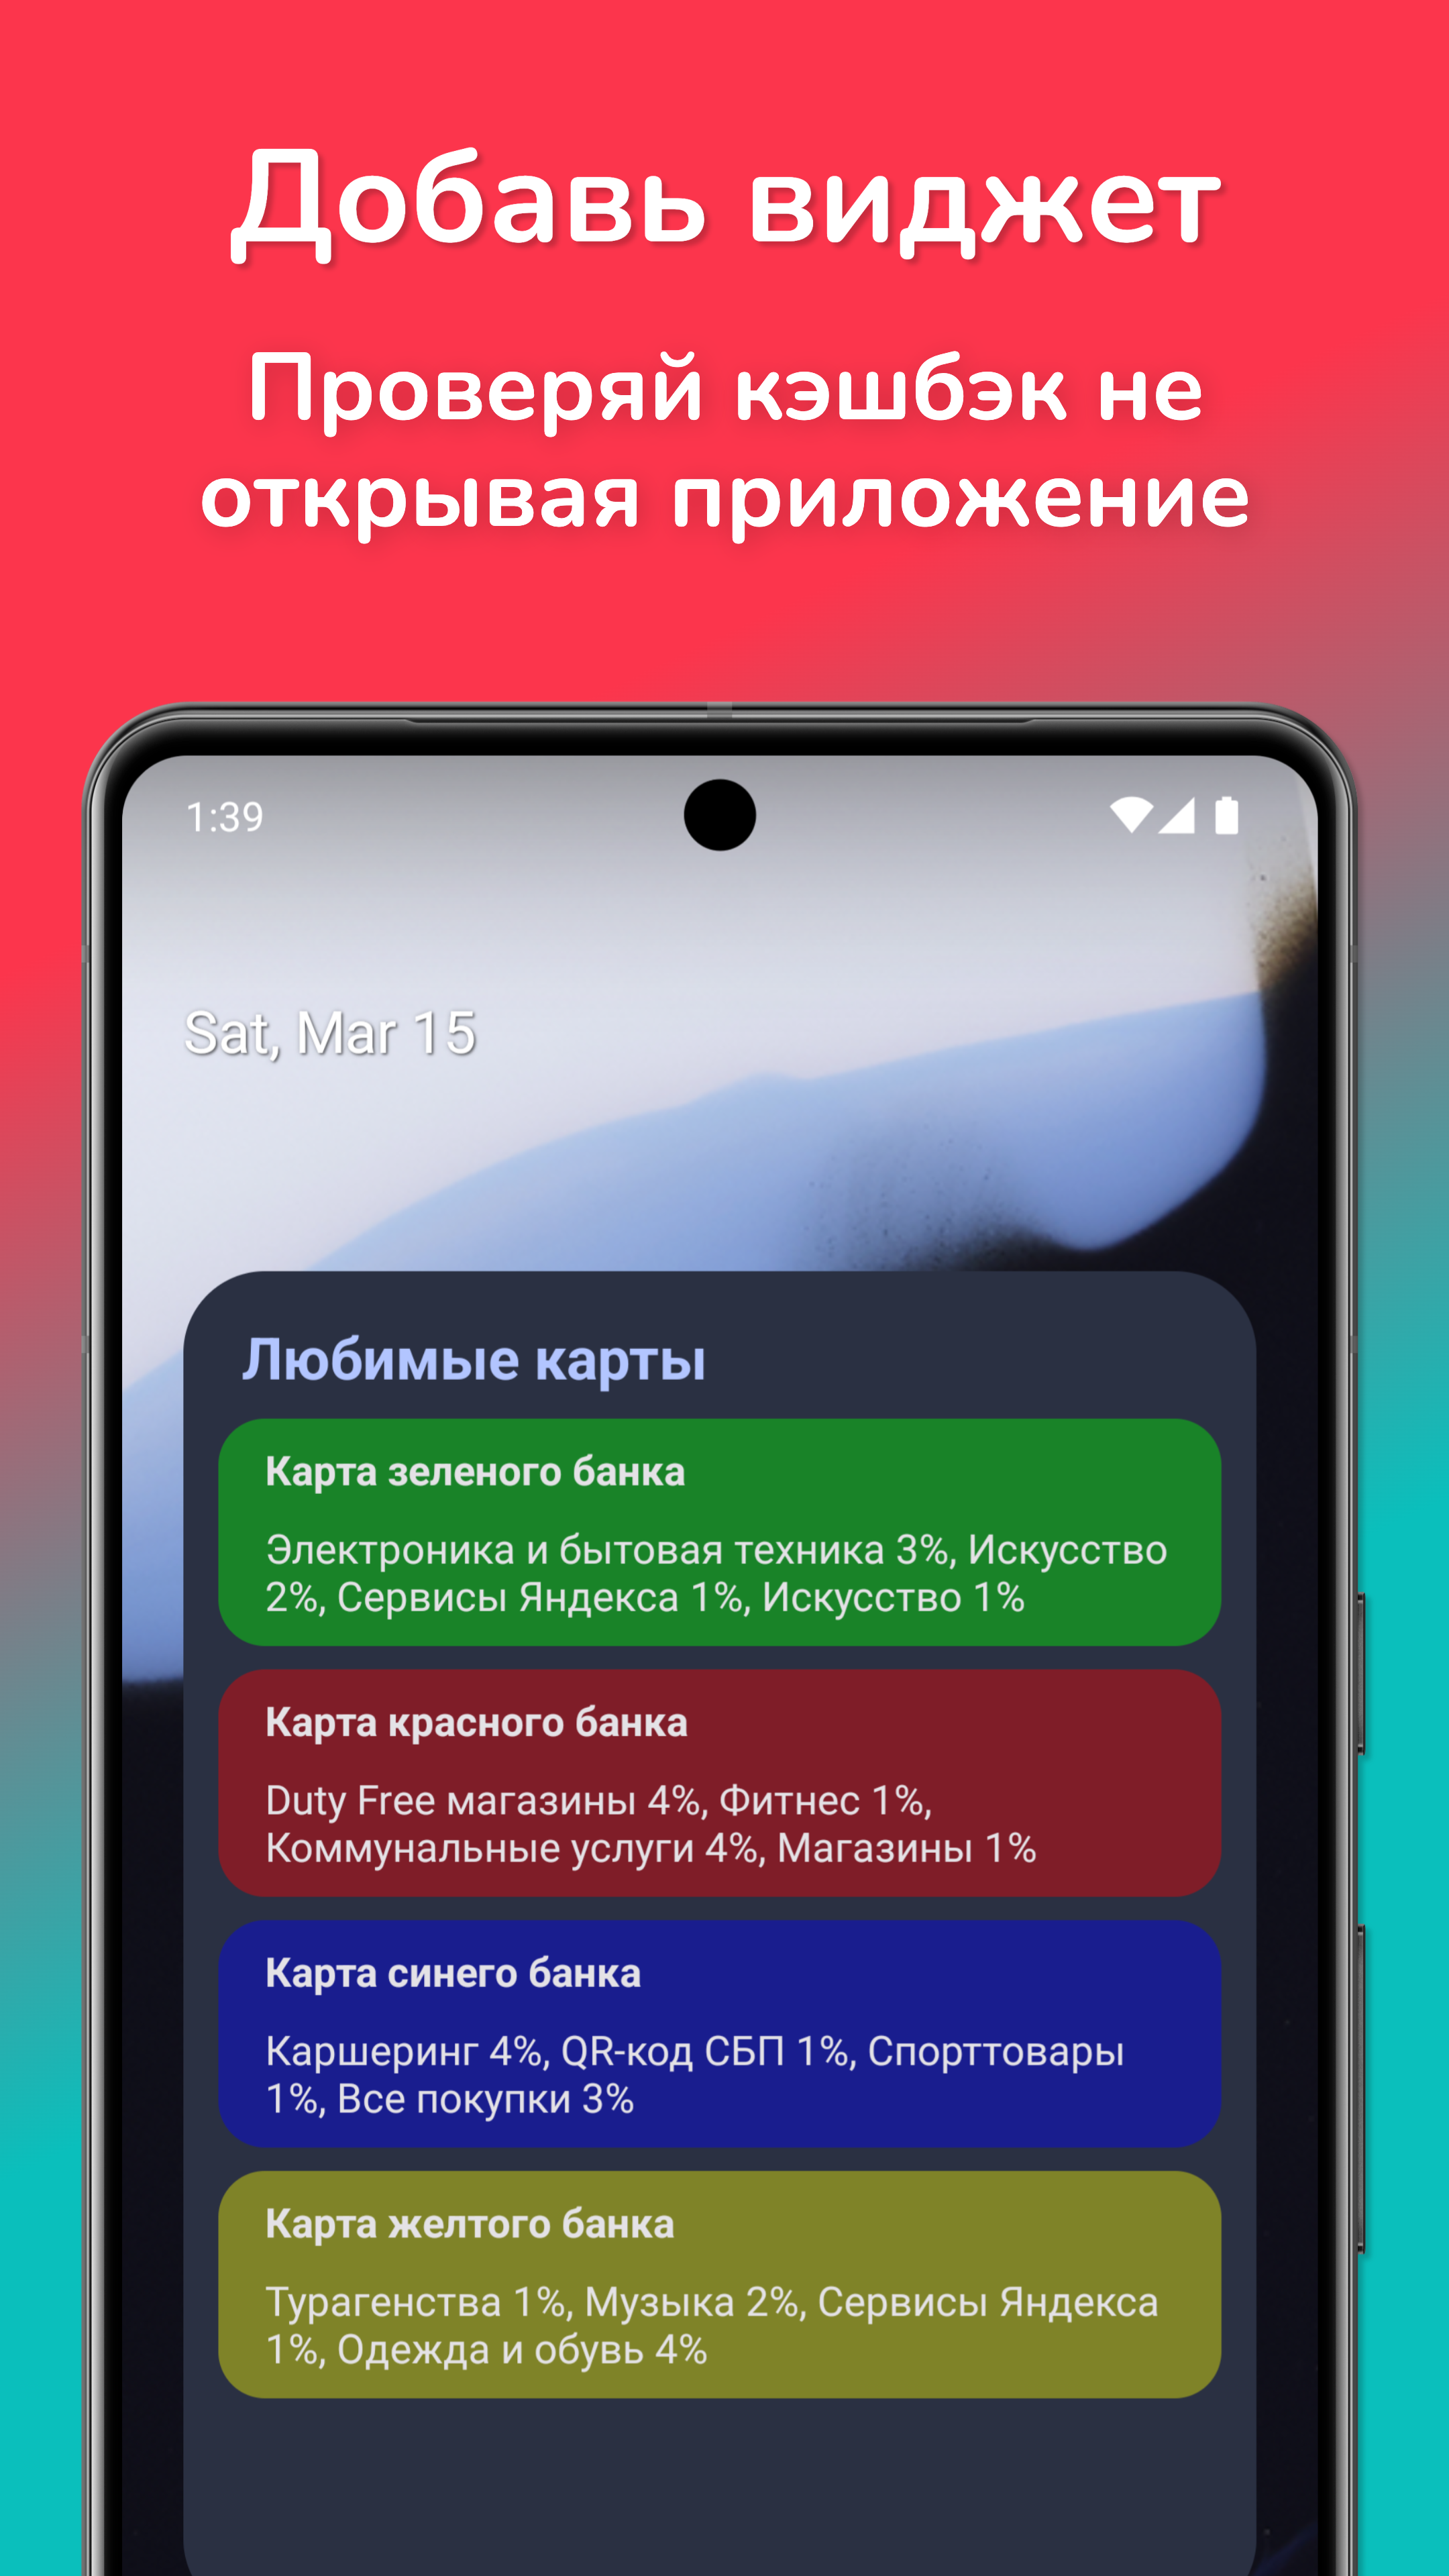 Добавь виджет
Проверяй кэшбэк не
открывая приложение
1:39
Sat, Mar 15
Любимые карты
Карта зеленого банка
Электроника и бытовая техника 3%, Искусство
2%, Сервисы Яндекса 1%, Искусство 1%
Карта красного банка
Duty Free магазины 4%, Фитнес 1%,
Коммунальные услуги 4%, Магазины 1%
Карта синего банка
Каршеринг 4%, QR-код СБП 1%, Спорттовары
1%, Все покупки 3%
Карта желтого банка
Турагенства 1%, Музыка 2%, Сервисы Яндекса
1%, Одежда и обувь 4%